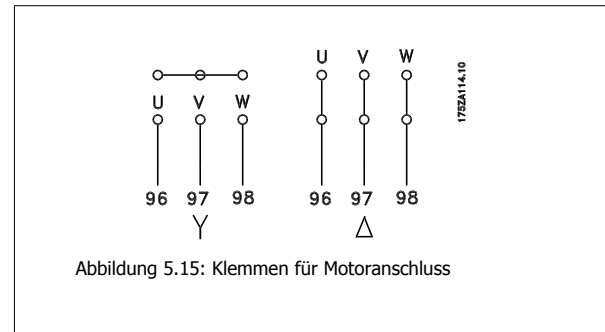 U V W
U V W
96 97 98
96 97 98
Y
Δ
175ZA114.10
Abbildung 5.15: Klemmen für Motoranschluss